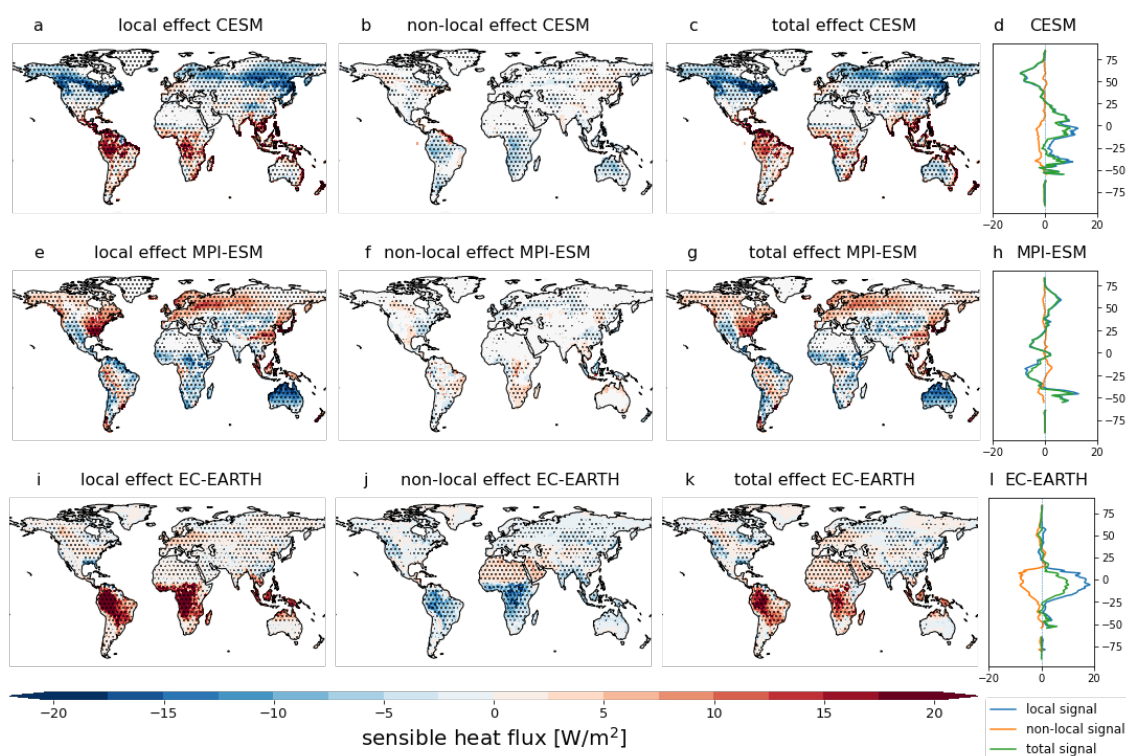 a local effect CESM b non-local effect CESM c total effect CESM d CESM
75
50
25
0
−25
−50
−75
−20 0 20
e local effect MPI-ESM f non-local effect MPI-ESM g total effect MPI-ESM h MPI-ESM
75
50
25
0
−25
−50
−75
−20 0 20
i local effect EC-EARTH j non-local effect EC-EARTH k total effect EC-EARTH l EC-EARTH
75
50
25
0
−25
−50
−75
−20 0 20
−20 −15 −10 −5 0 5 10 15 20
sensible heat flux [W/m²]
local signal
non-local signal
total signal